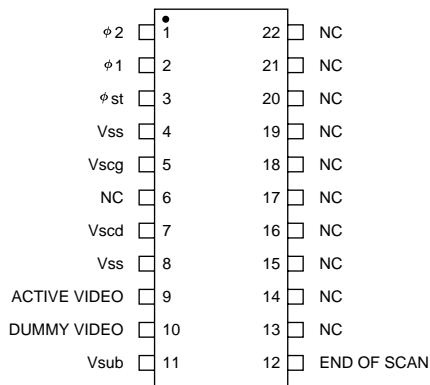 ϕ2 1 22 NC
ϕ1 2 21 NC
ϕst 3 20 NC
Vss 4 19 NC
Vscg 5 18 NC
NC 6 17 NC
Vscd 7 16 NC
Vss 8 15 NC
ACTIVE VIDEO 9 14 NC
DUMMY VIDEO 10 13 NC
Vsub 11 12 END OF SCAN